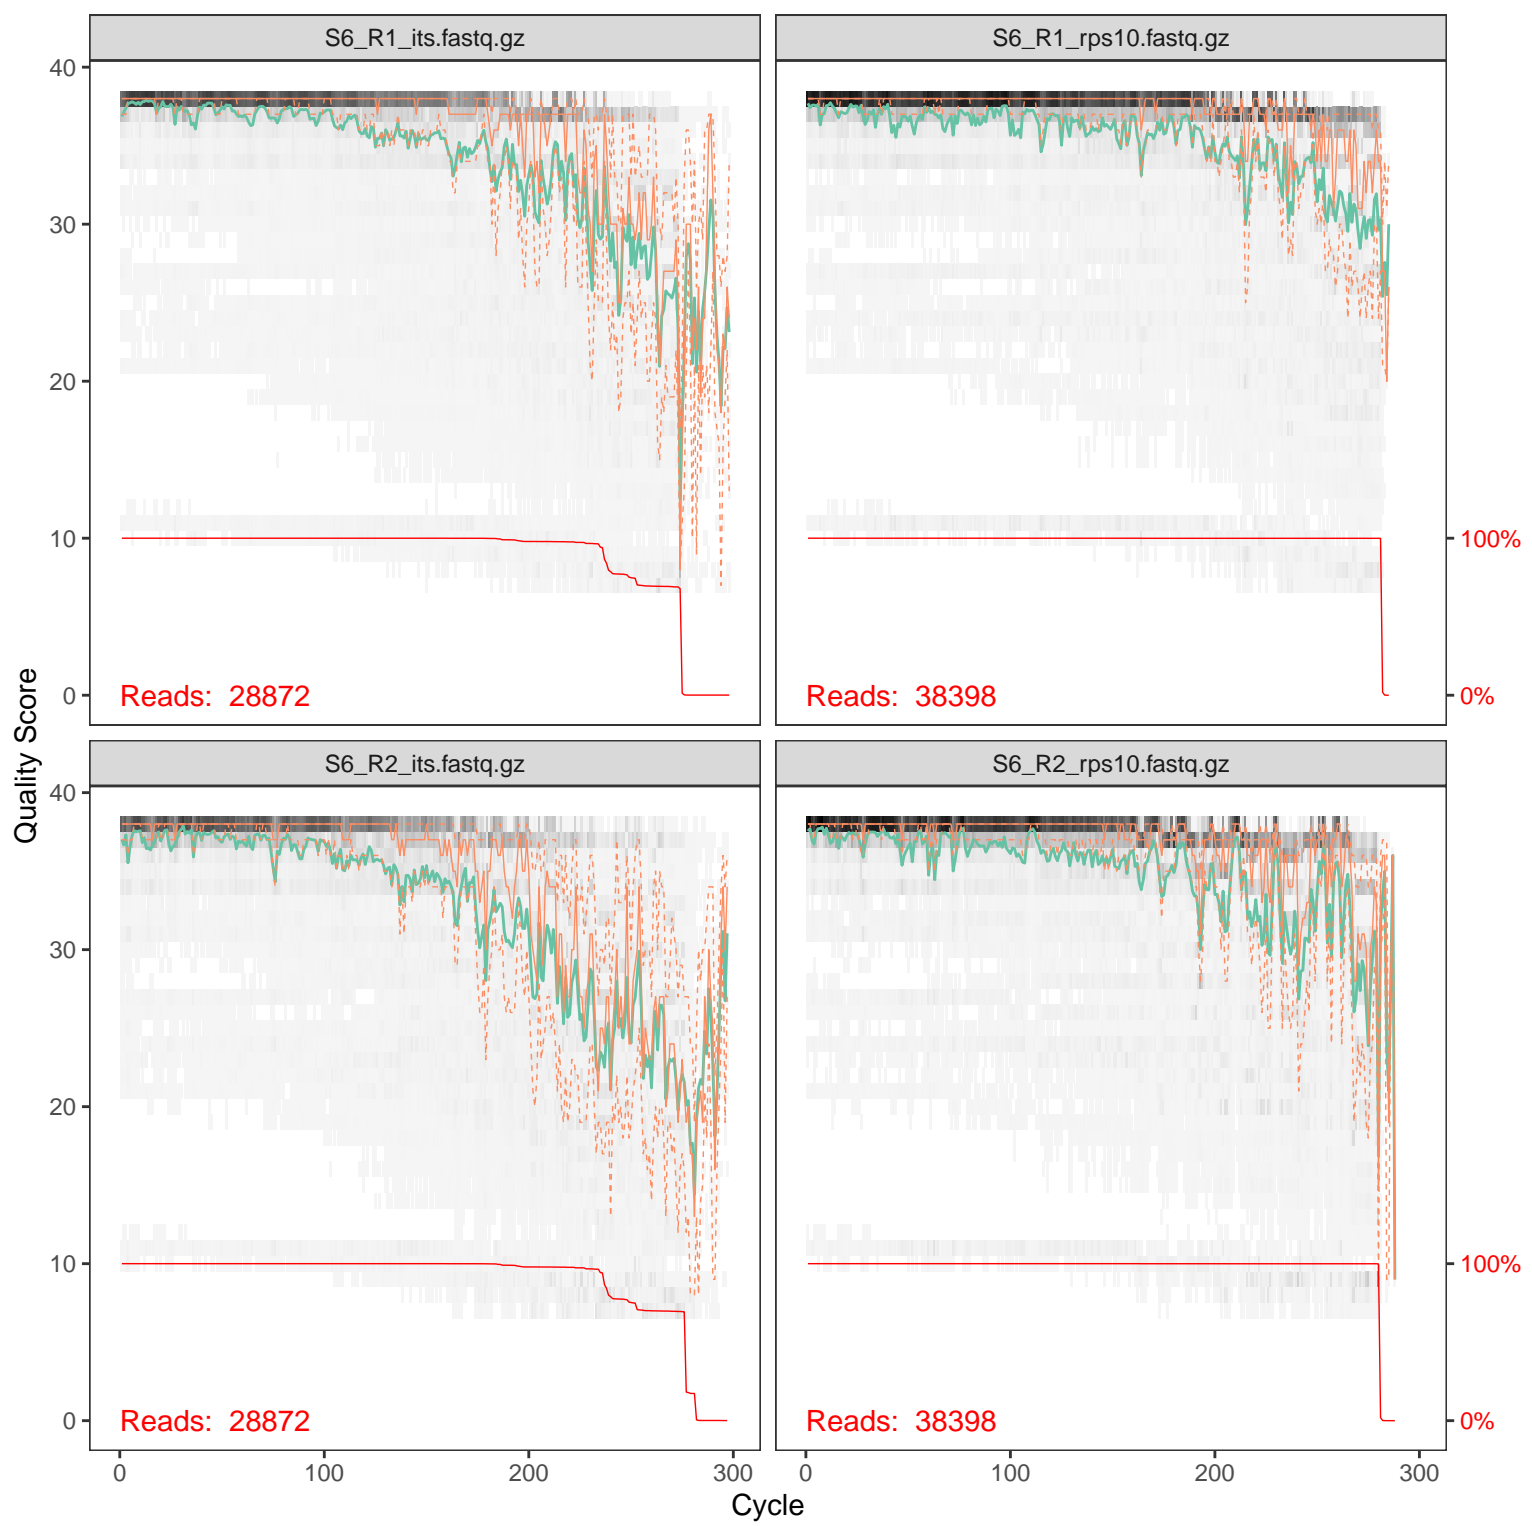 S6_R1_its.fastq.gz
S6_R1_rps10.fastq.gz
40
30
20
10
0
100%
0%
Reads: 28872
Reads: 38398
Quality Score
S6_R2_its.fastq.gz
S6_R2_rps10.fastq.gz
40
30
20
10
0
100%
0%
Reads: 28872
Reads: 38398
0 100 200 300
0 100 200 300
Cycle